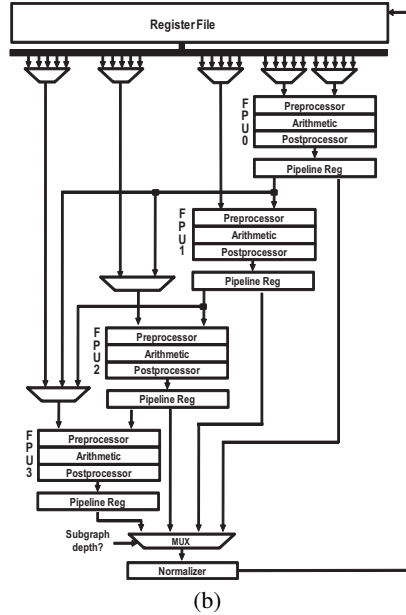 Register File
F
P
U
0
Preprocessor
Arithmetic
Postprocessor
Pipeline Reg
F
P
U
1
Preprocessor
Arithmetic
Postprocessor
Pipeline Reg
F
P
U
2
Preprocessor
Arithmetic
Postprocessor
Pipeline Reg
F
P
U
3
Preprocessor
Arithmetic
Postprocessor
Pipeline Reg
Subgraph
depth?
MUX
Normalizer
(b)